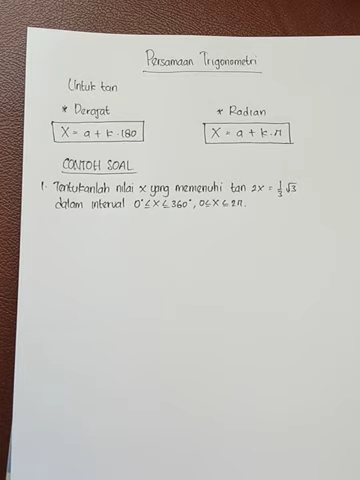 Persamaan Trigonometri
Untuk tan
* Derajat
* Radian
X = a + k.180
X = a + k.π
CONTOH SOAL
1. Tentukanlah nilai x yang memenuhi tan 2x = 1/3 √3
dalam interval 0° ≤ X ≤ 360°, 0 ≤ X ≤ 2π.